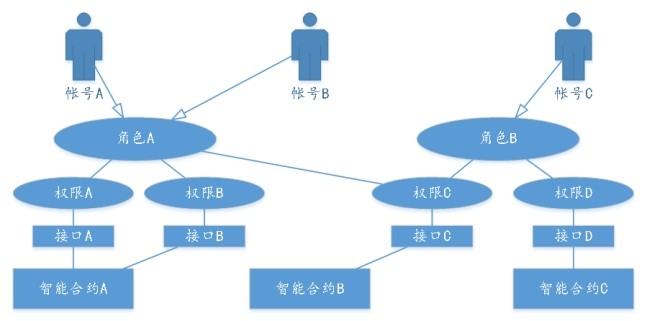 帐号A
帐号B
帐号C
角色A
角色B
权限A
权限B
权限C
权限D
接口A
接口B
接口C
接口D
智能合约A
智能合约B
智能合约C